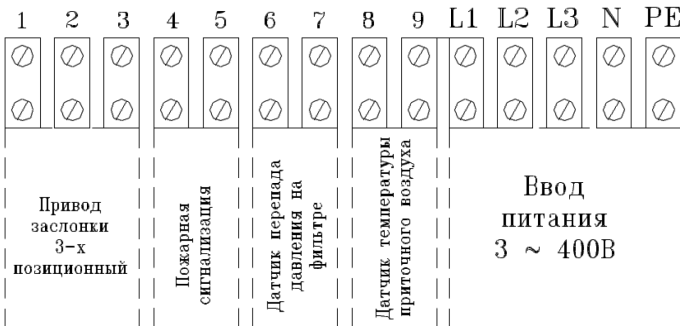 1 2 3 4 5 6 7 8 9 L1 L2 L3 N PE
Привод
заслонки
3-х
позиционный
Пожарная
сигнализация
Датчик перепада
давления на
фильтре
Датчик температуры
приточного воздуха
Ввод
питания
3 ~ 400В